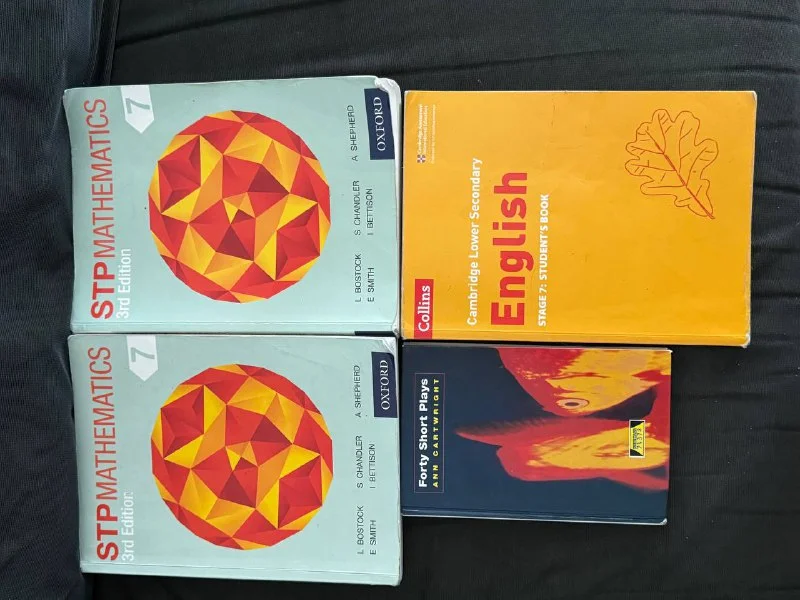 STP MATHEMATICS
3rd Edition
7
L BOSTOCK S CHANDLER A SHEPHERD
E SMITH I BETTISON
OXFORD
STP MATHEMATICS
3rd Edition
7
L BOSTOCK S CHANDLER A SHEPHERD
E SMITH I BETTISON
OXFORD
Collins
Cambridge Lower Secondary
English
STAGE 7: STUDENT'S BOOK
Forty Short Plays
ANN CARTWRIGHT